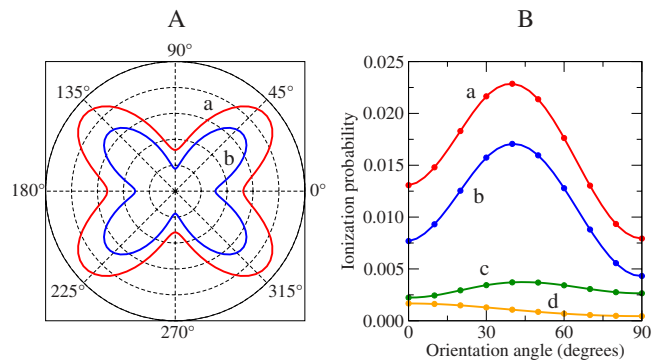 A
90°
135°
45°
a
b
180°
0°
225°
315°
270°
B
Ionization probability
0.025
0.020
0.015
0.010
0.005
0.000
a
b
c
d
0 30 60 90
Orientation angle (degrees)